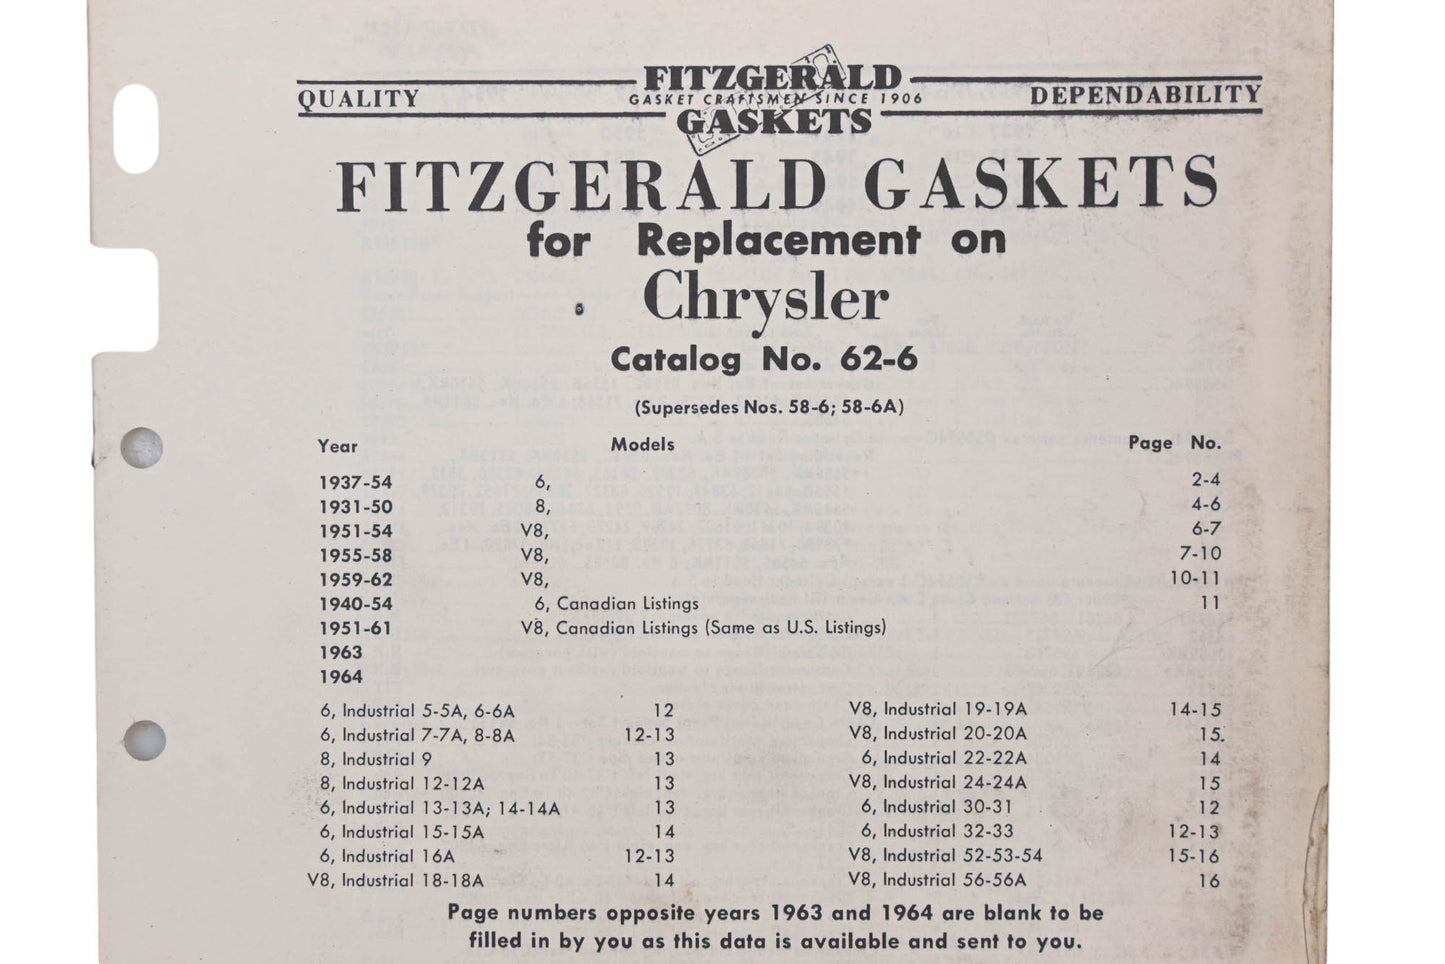 QUALITY FITZGERALD DEPENDABILITY
GASKET CRAFTSMEN SINCE 1906
GASKETS
FITZGERALD GASKETS
for Replacement on
Chrysler
Catalog No. 62-6
(Supersedes Nos. 58-6; 58-6A)
Year Models Page No.
1937-54 6, 2-4
1931-50 8, 4-6
1951-54 V8, 6-7
1955-58 V8, 7-10
1959-62 V8, 10-11
1940-54 6, Canadian Listings 11
1951-61 V8, Canadian Listings (Same as U.S. Listings)
1963
1964
6, Industrial 5-5A, 6-6A 12 V8, Industrial 19-19A 14-15
6, Industrial 7-7A, 8-8A 12-13 V8, Industrial 20-20A 15.
8, Industrial 9 13 6, Industrial 22-22A 14
8, Industrial 12-12A 13 V8, Industrial 24-24A 15
6, Industrial 13-13A; 14-14A 13 6, Industrial 30-31 12
6, Industrial 15-15A 14 6, Industrial 32-33 12-13
6, Industrial 16A 12-13 V8, Industrial 52-53-54 15-16
V8, Industrial 18-18A 14 V8, Industrial 56-56A 16
Page numbers opposite years 1963 and 1964 are blank to be
filled in by you as this data is available and sent to you.